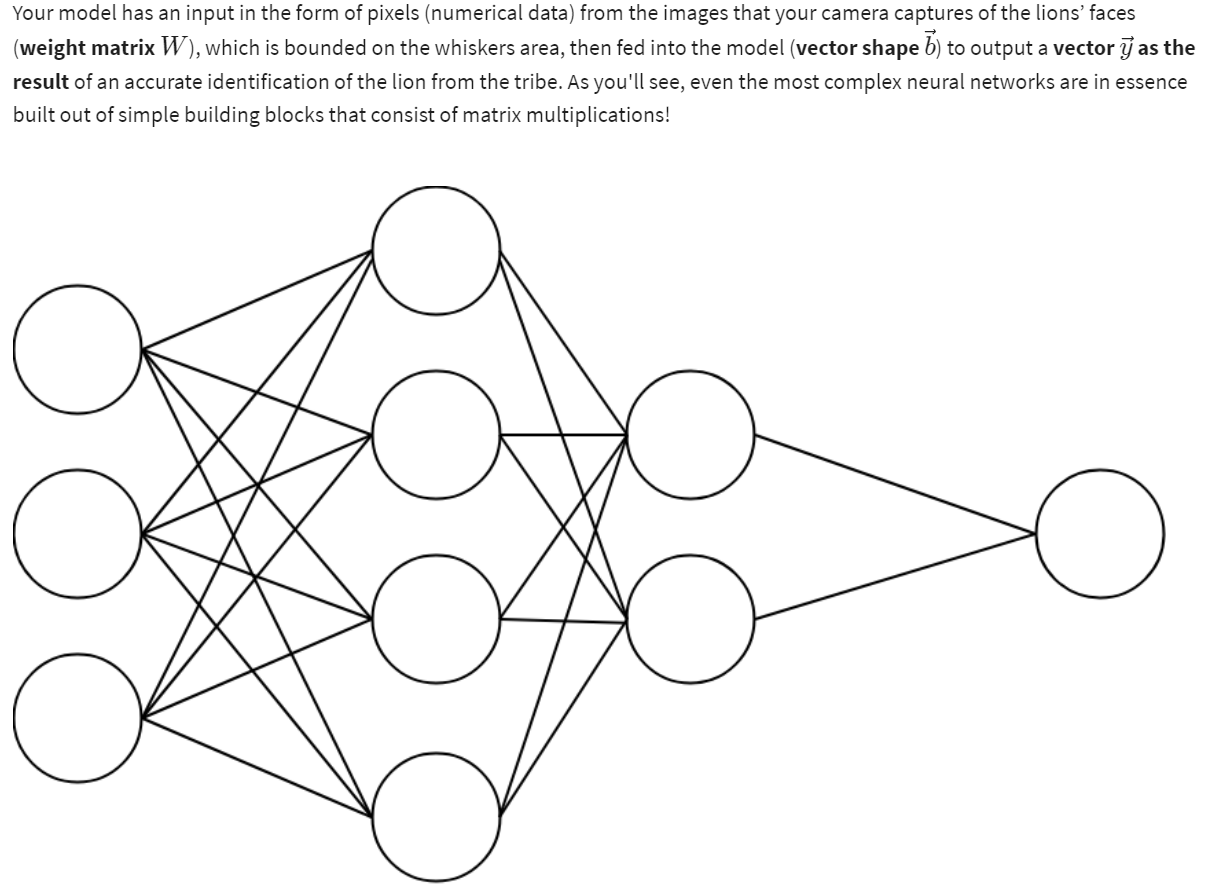 Your model has an input in the form of pixels (numerical data) from the images that your camera captures of the lions’ faces
(weight matrix W), which is bounded on the whiskers area, then fed into the model (vector shape b⃗) to output a vector y⃗ as the
result of an accurate identification of the lion from the tribe. As you'll see, even the most complex neural networks are in essence
built out of simple building blocks that consist of matrix multiplications!